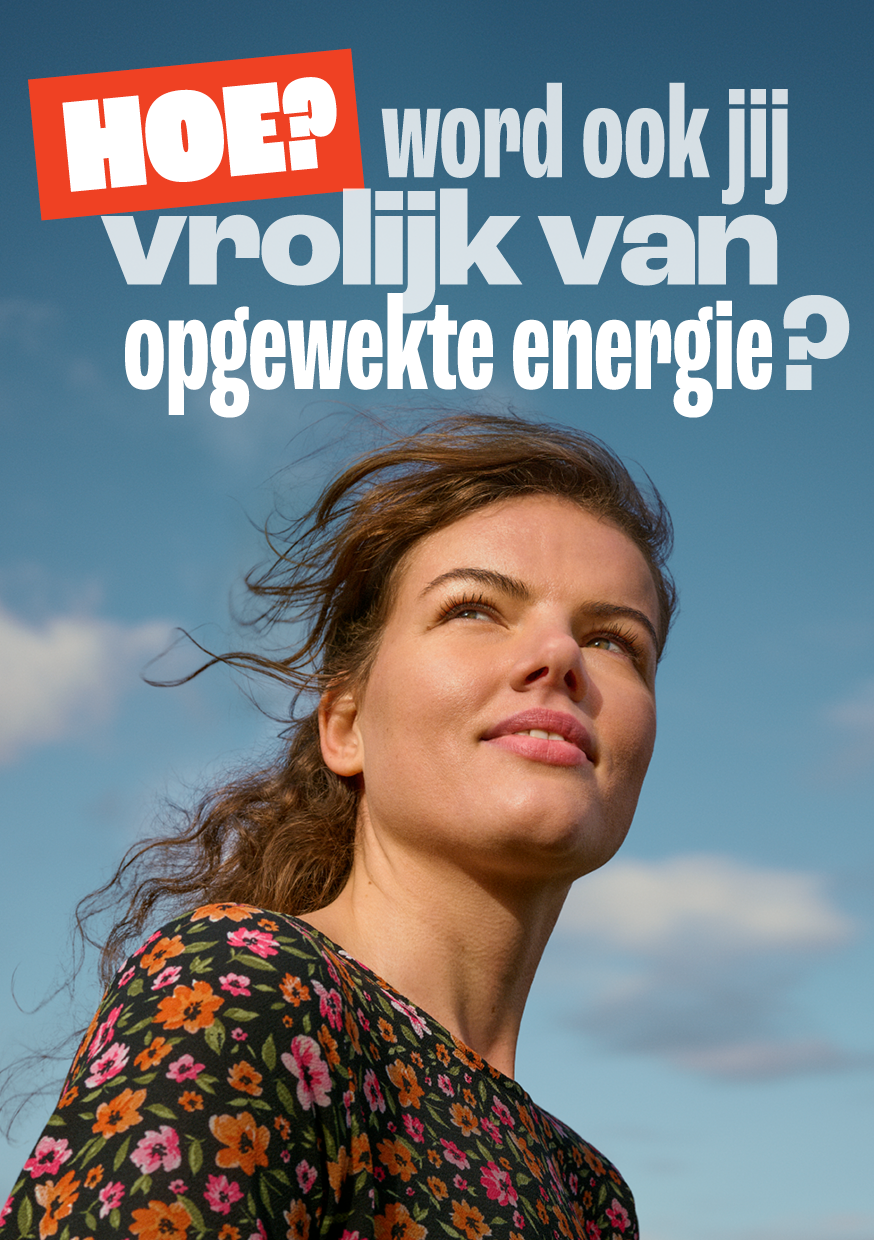 HOE? word ook jij
vrolijk van
opgewekte energie?